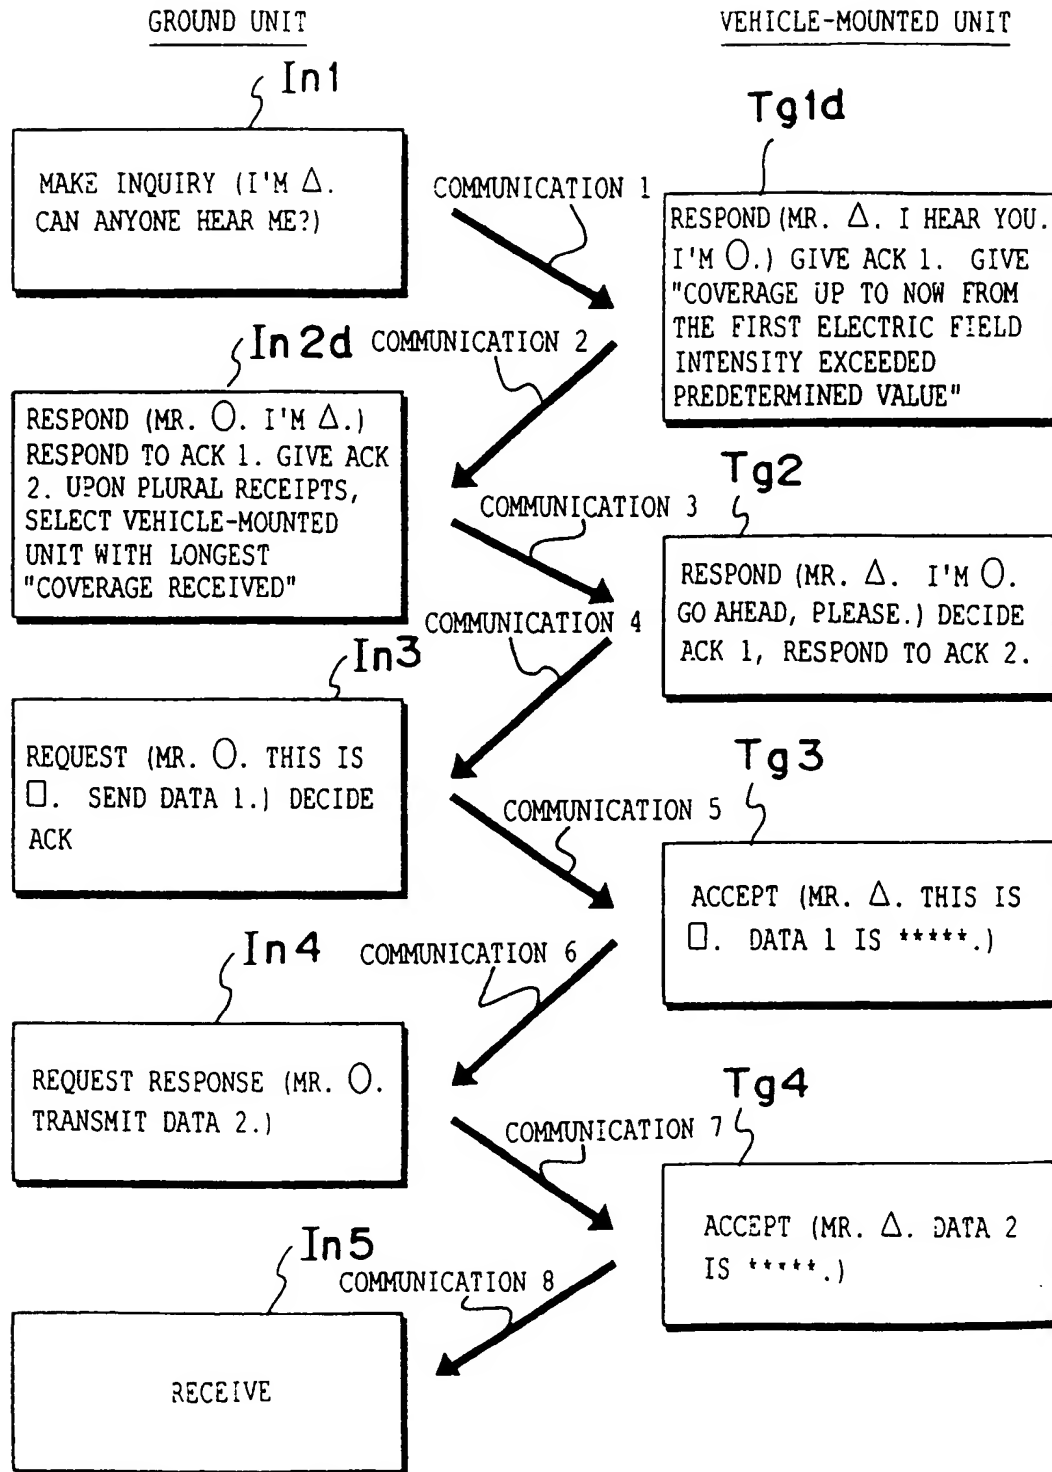 GROUND UNIT
VEHICLE-MOUNTED UNIT
In1
MAKE INQUIRY (I'M △.
CAN ANYONE HEAR ME?)
COMMUNICATION 1
Tg1d
RESPOND (MR. △. I HEAR YOU.
I'M ○.) GIVE ACK 1. GIVE
"COVERAGE UP TO NOW FROM
THE FIRST ELECTRIC FIELD
INTENSITY EXCEEDED
PREDETERMINED VALUE"
COMMUNICATION 2
In2d
RESPOND (MR. ○. I'M △.)
RESPOND TO ACK 1. GIVE ACK
2. UPON PLURAL RECEIPTS,
SELECT VEHICLE-MOUNTED
UNIT WITH LONGEST
"COVERAGE RECEIVED"
COMMUNICATION 3
Tg2
RESPOND (MR. △. I'M ○.
GO AHEAD, PLEASE.) DECIDE
ACK 1, RESPOND TO ACK 2.
COMMUNICATION 4
In3
REQUEST (MR. ○. THIS IS
□. SEND DATA 1.) DECIDE
ACK
COMMUNICATION 5
Tg3
ACCEPT (MR. △. THIS IS
□. DATA 1 IS *****.)
COMMUNICATION 6
In4
REQUEST RESPONSE (MR. ○.
TRANSMIT DATA 2.)
COMMUNICATION 7
Tg4
ACCEPT (MR. △. DATA 2
IS *****.)
COMMUNICATION 8
In5
RECEIVE